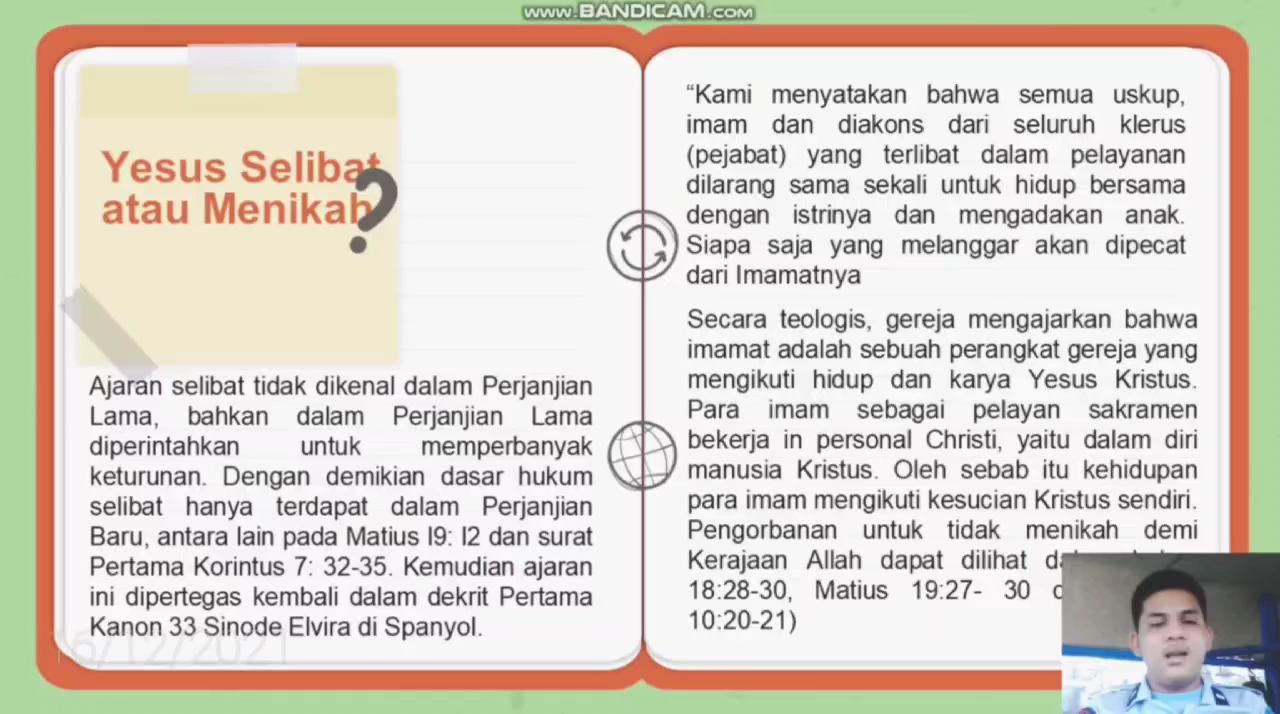 www.BANDICAM.com
Yesus Selibat
atau Menikah
?
Ajaran selibat tidak dikenal dalam Perjanjian
Lama, bahkan dalam Perjanjian Lama
diperintahkan untuk memperbanyak
keturunan. Dengan demikian dasar hukum
selibat hanya terdapat dalam Perjanjian
Baru, antara lain pada Matius I9: I2 dan surat
Pertama Korintus 7: 32-35. Kemudian ajaran
ini dipertegas kembali dalam dekrit Pertama
Kanon 33 Sinode Elvira di Spanyol.
16/12/2021
“Kami menyatakan bahwa semua uskup,
imam dan diakons dari seluruh klerus
(pejabat) yang terlibat dalam pelayanan
dilarang sama sekali untuk hidup bersama
dengan istrinya dan mengadakan anak.
Siapa saja yang melanggar akan dipecat
dari Imamatnya
Secara teologis, gereja mengajarkan bahwa
imamat adalah sebuah perangkat gereja yang
mengikuti hidup dan karya Yesus Kristus.
Para imam sebagai pelayan sakramen
bekerja in personal Christi, yaitu dalam diri
manusia Kristus. Oleh sebab itu kehidupan
para imam mengikuti kesucian Kristus sendiri.
Pengorbanan untuk tidak menikah demi
Kerajaan Allah dapat dilihat
18:28-30, Matius 19:27- 30
10:20-21)